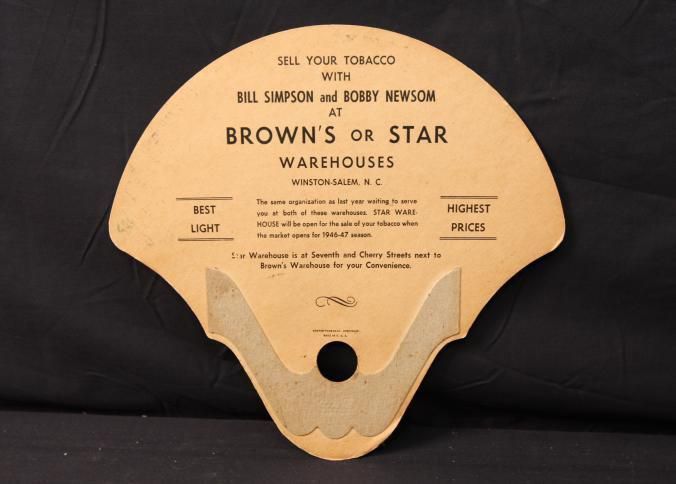 SELL YOUR TOBACCO
WITH
BILL SIMPSON and BOBBY NEWSOM
AT
BROWN'S OR STAR
WAREHOUSES
WINSTON-SALEM, N. C.
BEST
LIGHT
The same organization as last year waiting to serve
you at both of these warehouses. STAR WARE-
HOUSE will be open for the sale of your tobacco when
the market opens for 1946-47 season.
HIGHEST
PRICES
Star Warehouse is at Seventh and Cherry Streets next to
Brown's Warehouse for your Convenience.
MADE IN U. S. A.